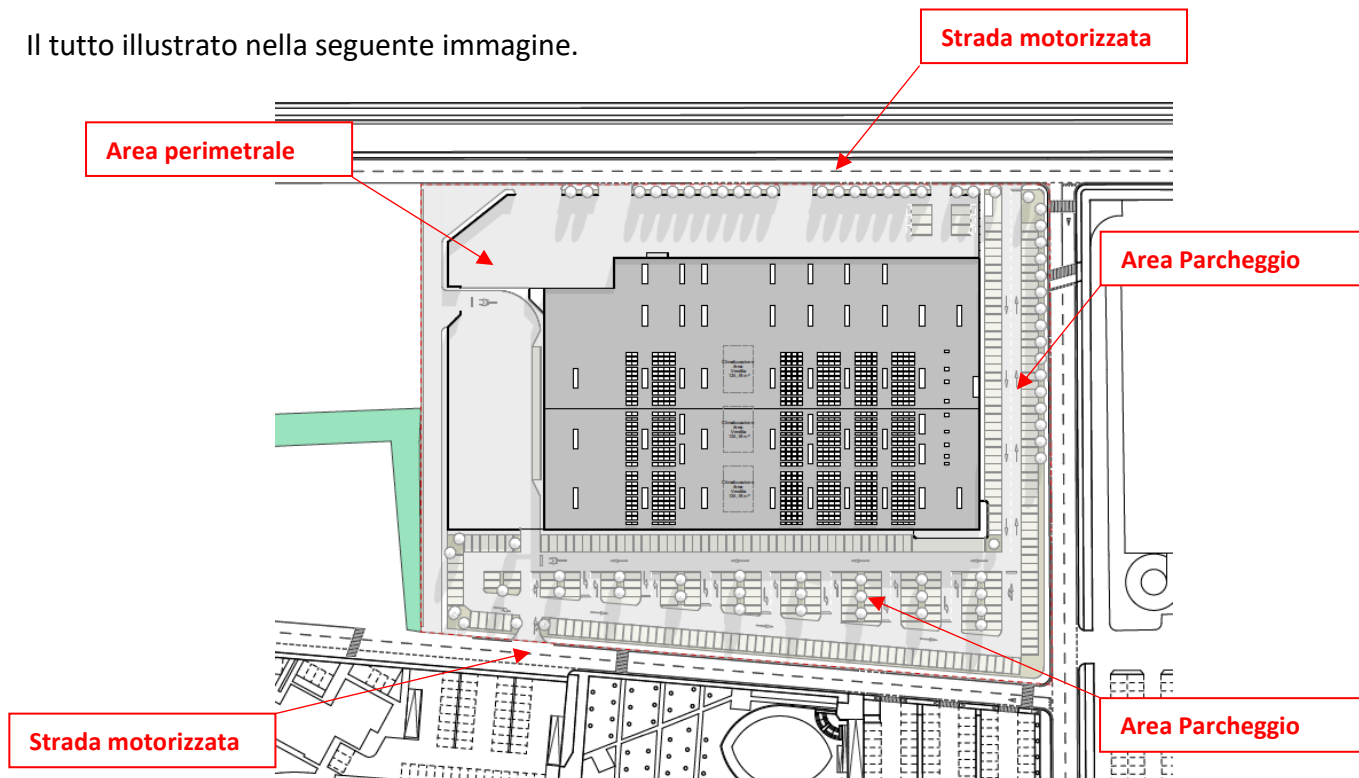 Il tutto illustrato nella seguente immagine.
Strada motorizzata
Area perimetrale
Area Parcheggio
Area Parcheggio
Strada motorizzata